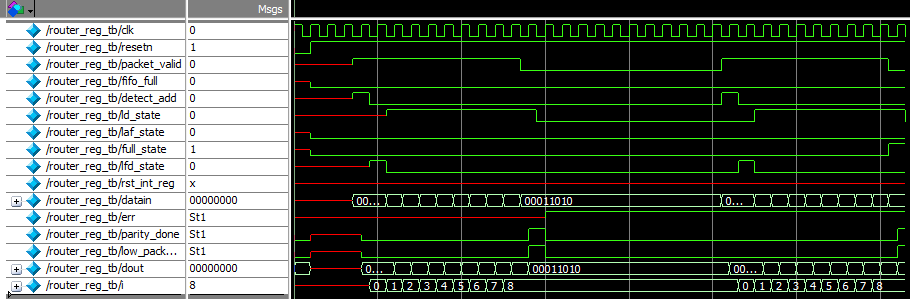 Msgs
/router_reg_tb/clk 0
/router_reg_tb/resetn 1
/router_reg_tb/packet_valid 0
/router_reg_tb/fifo_full 0
/router_reg_tb/detect_add 0
/router_reg_tb/ld_state 0
/router_reg_tb/laf_state 0
/router_reg_tb/full_state 1
/router_reg_tb/lfd_state 0
/router_reg_tb/rst_int_reg x
/router_reg_tb/datain 00000000 00... 00011010 0...
/router_reg_tb/err St1
/router_reg_tb/parity_done St1
/router_reg_tb/low_pack... St1
/router_reg_tb/dout 00000000 0... 00011010 00...
/router_reg_tb/i 8 0 1 2 3 4 5 6 7 8 0 1 2 3 4 5 6 7 8